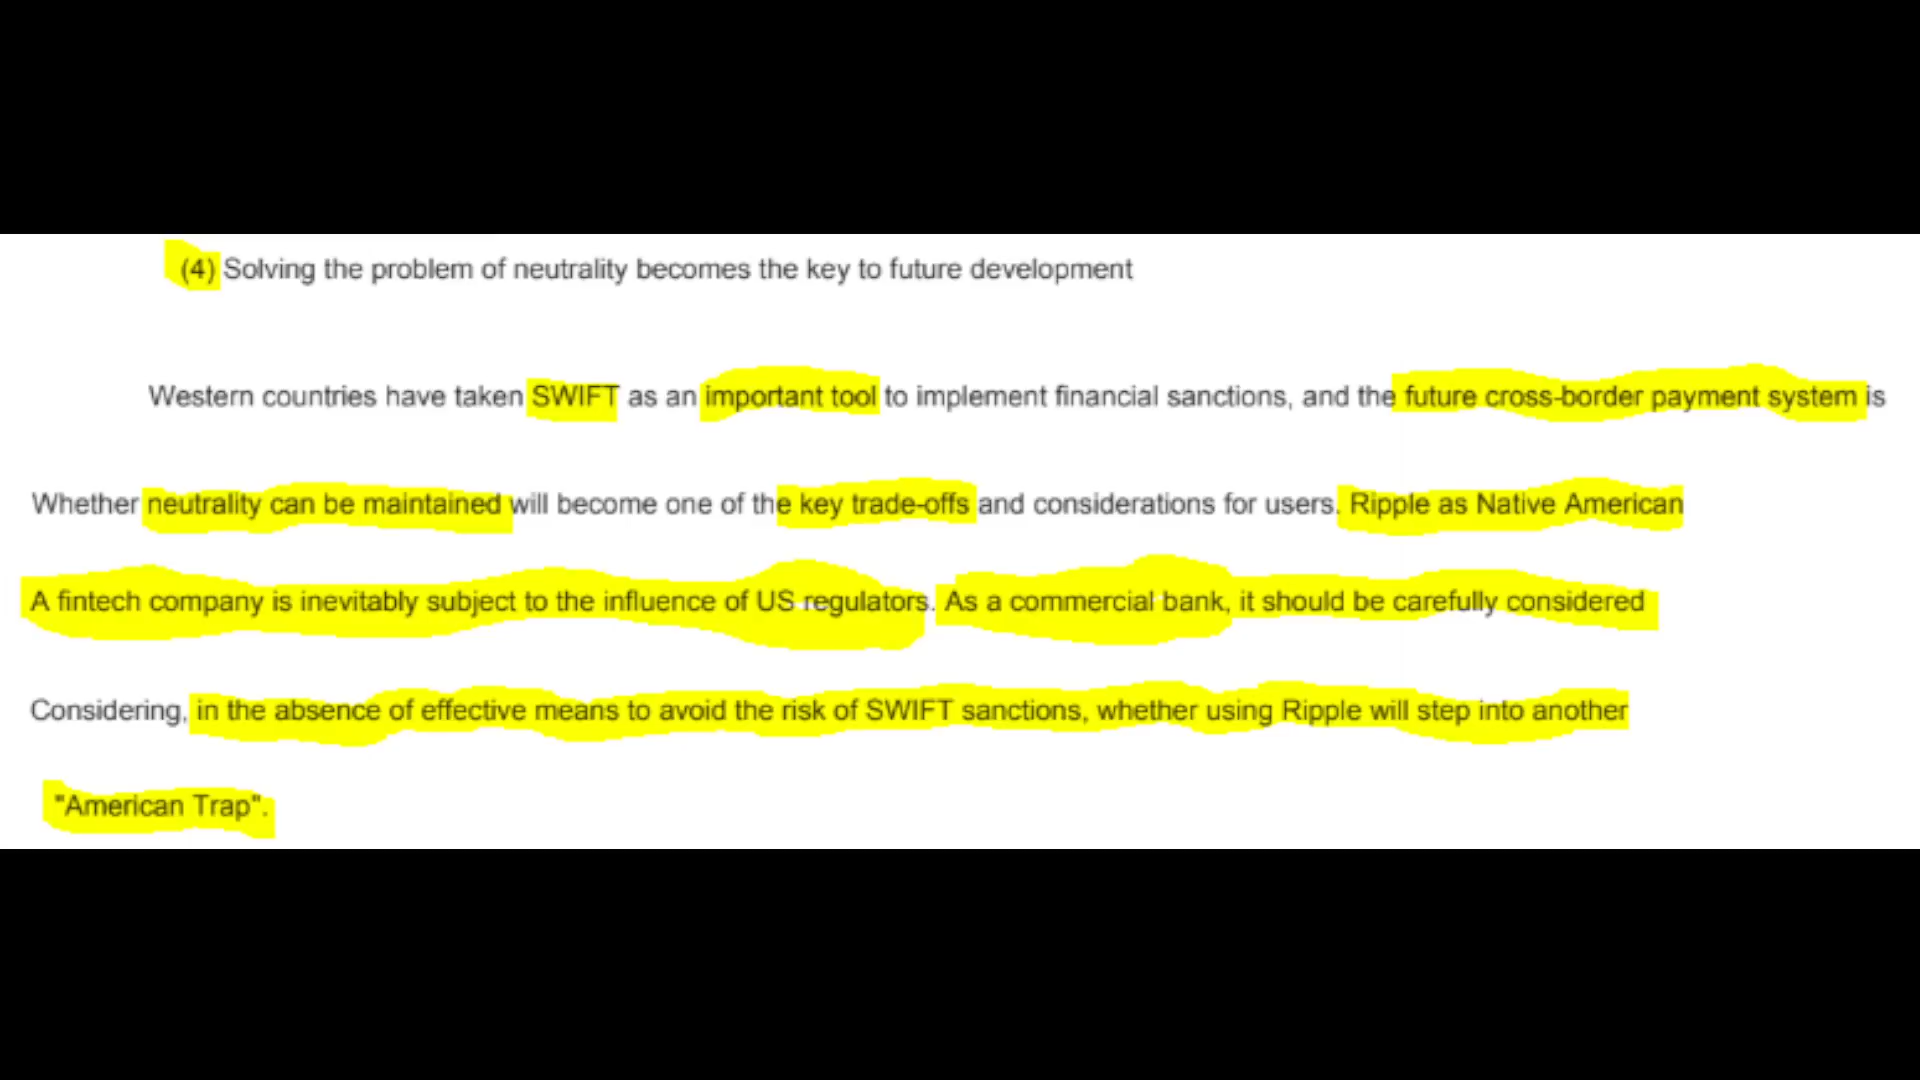 (4) Solving the problem of neutrality becomes the key to future development
Western countries have taken SWIFT as an important tool to implement financial sanctions, and the future cross-border payment system is
Whether neutrality can be maintained will become one of the key trade-offs and considerations for users. Ripple as Native American
A fintech company is inevitably subject to the influence of US regulators. As a commercial bank, it should be carefully considered
Considering, in the absence of effective means to avoid the risk of SWIFT sanctions, whether using Ripple will step into another
"American Trap".